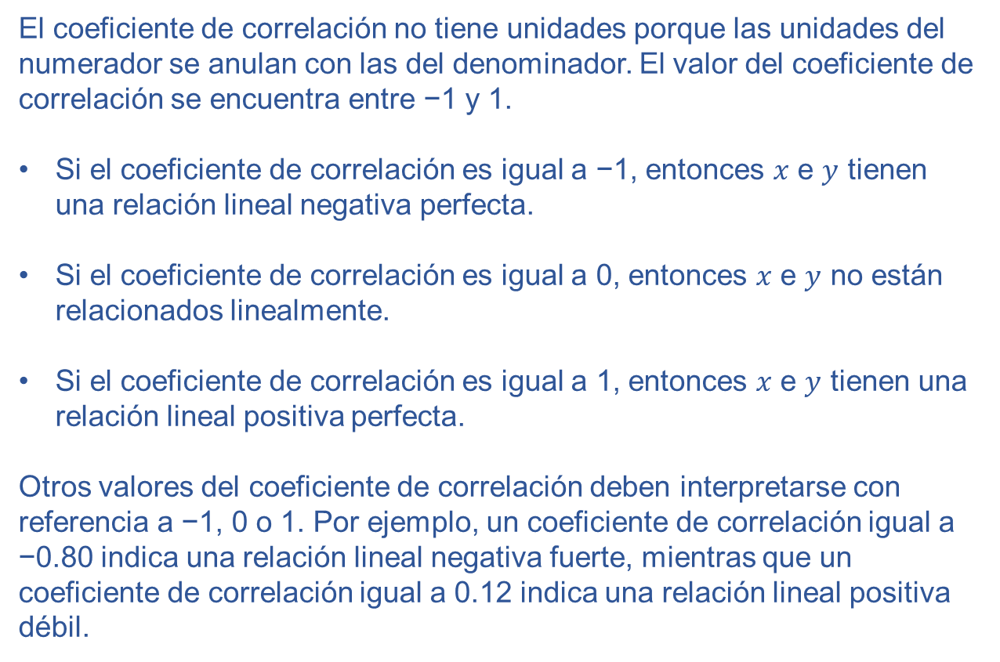 El coeficiente de correlación no tiene unidades porque las unidades del
numerador se anulan con las del denominador. El valor del coeficiente de
correlación se encuentra entre −1 y 1.
• Si el coeficiente de correlación es igual a −1, entonces x e y tienen
una relación lineal negativa perfecta.
• Si el coeficiente de correlación es igual a 0, entonces x e y no están
relacionados linealmente.
• Si el coeficiente de correlación es igual a 1, entonces x e y tienen una
relación lineal positiva perfecta.
Otros valores del coeficiente de correlación deben interpretarse con
referencia a −1, 0 o 1. Por ejemplo, un coeficiente de correlación igual a
−0.80 indica una relación lineal negativa fuerte, mientras que un
coeficiente de correlación igual a 0.12 indica una relación lineal positiva
débil.